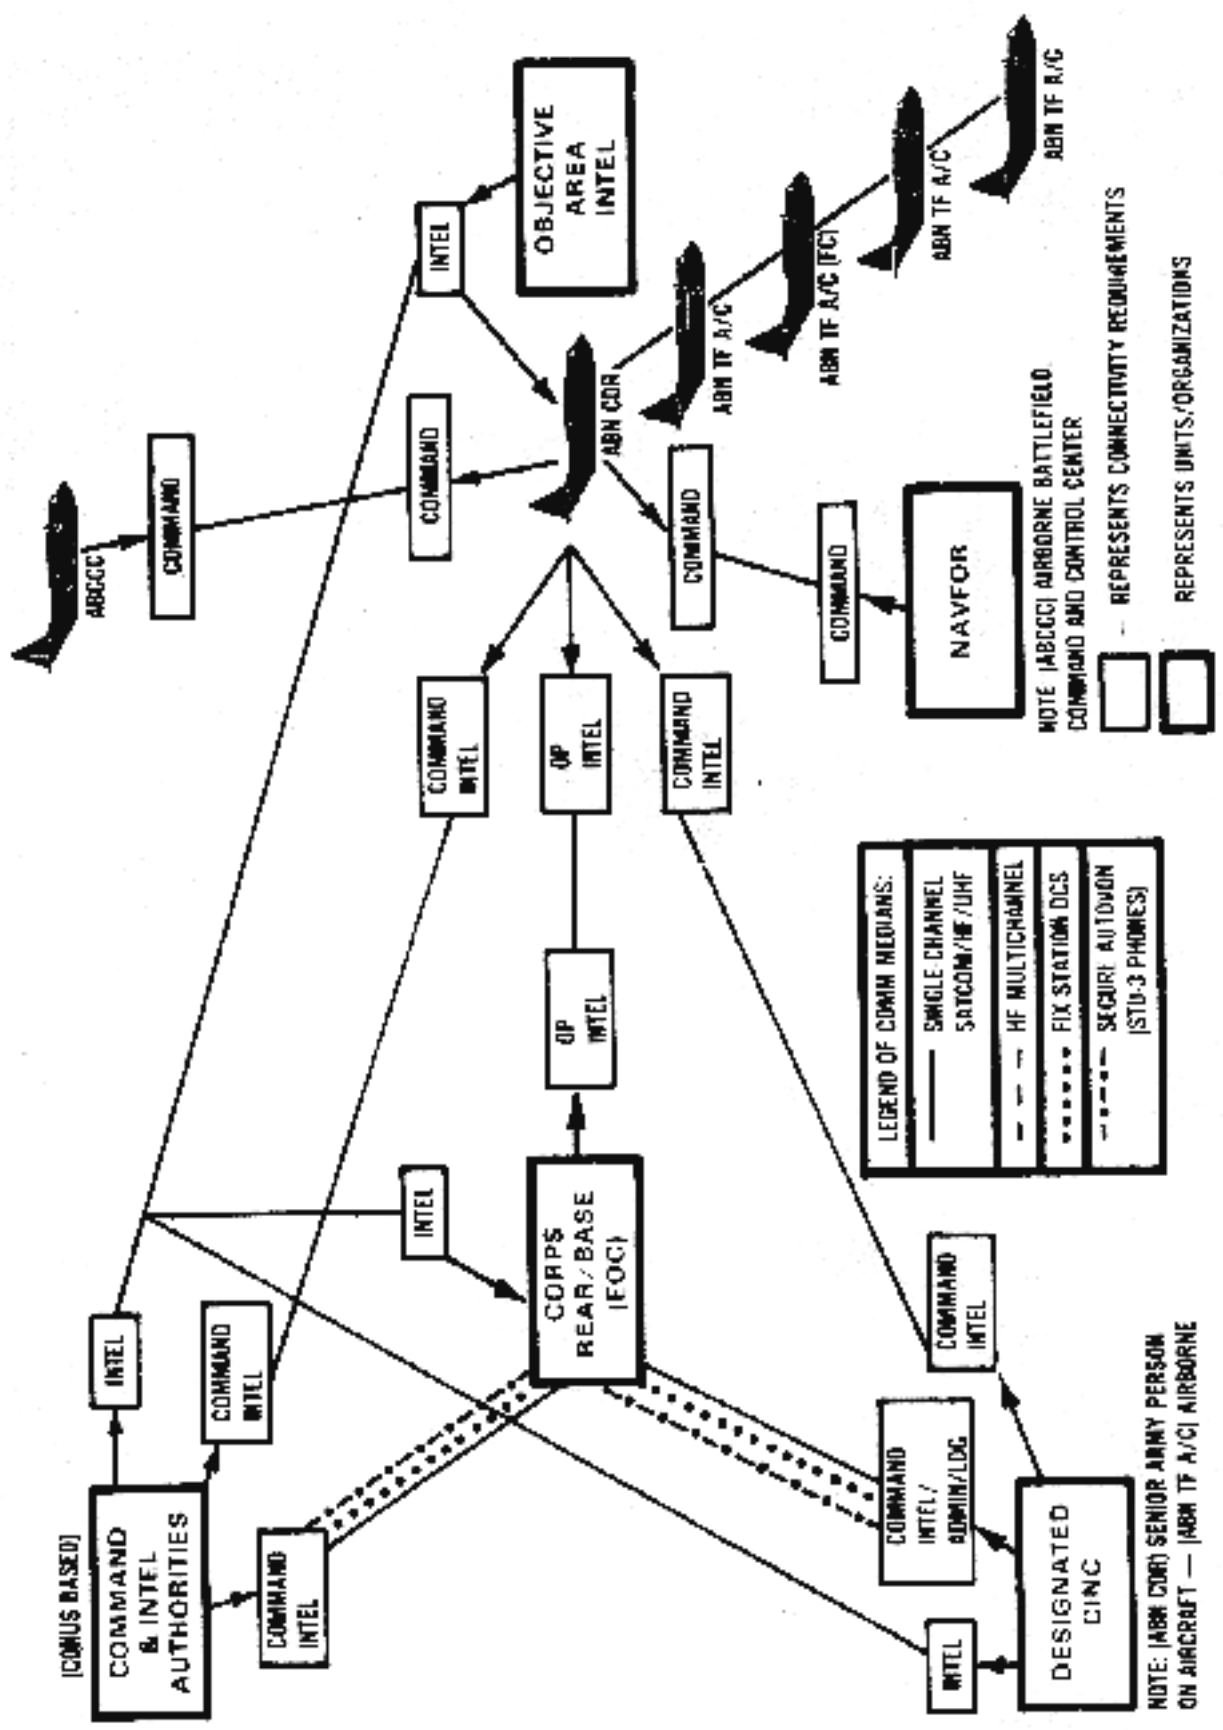 [CONUS BASED]
COMMAND
& INTEL
AUTHORITIES
INTEL
COMMAND
INTEL
COMMAND
INTEL
INTEL
CORPS
REAR/BASE
(EOC)
OP
INTEL
OP
INTEL
COMMAND
INTEL
COMMAND
INTEL
ABCCC
COMMAND
COMMAND
INTEL
OBJECTIVE
AREA
INTEL
ABN CDR
ABN TF A/C
ABN TF A/C (FC)
ABN TF A/C
ABN TF A/C
COMMAND
COMMAND
NAVFOR
DESIGNATED
CINC
INTEL
COMMAND
INTEL/
ADMIN/LOG
COMMAND
INTEL
LEGEND OF COMM MEDIANS:
SINGLE CHANNEL
SATCOM/HF/UHF
HF MULTICHANNEL
FIX STATION DCS
SECURE AUTOVON
(STU-3 PHONES)
NOTE (ABCCC) AIRBORNE BATTLEFIELD
COMMAND AND CONTROL CENTER
- REPRESENTS CONNECTIVITY REQUIREMENTS
REPRESENTS UNITS/ORGANIZATIONS
NOTE: (ABN CDR) SENIOR ARMY PERSON
ON AIRCRAFT — (ABN TF A/C) AIRBORNE